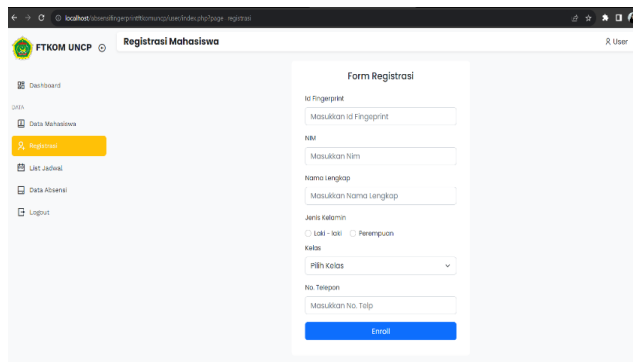 localhost/absensifingerprintftkomuncp/user/index.php?page=registrasi
FTKOM UNCP
Registrasi Mahasiswa
User
Dashboard
DATA
Data Mahasiswa
Registrasi
List Jadwal
Data Absensi
Logout
Form Registrasi
Id Fingerprint
Masukkan Id Fingeprint
NIM
Masukkan Nim
Nama Lengkap
Masukkan Nama Lengkap
Jenis Kelamin
Laki - laki
Perempuan
Kelas
Pilih Kelas
No. Telepon
Masukkan No. Telp
Enroll